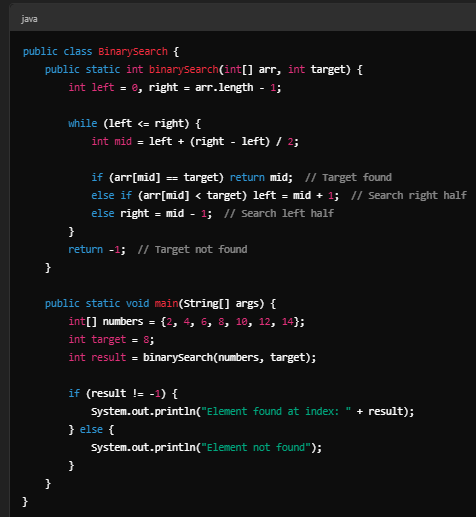 java
public class BinarySearch {
    public static int binarySearch(int[] arr, int target) {
        int left = 0, right = arr.length - 1;
        while (left <= right) {
            int mid = left + (right - left) / 2;
            if (arr[mid] == target) return mid;  // Target found
            else if (arr[mid] < target) left = mid + 1;  // Search right half
            else right = mid - 1;  // Search left half
        }
        return -1;  // Target not found
    }
    public static void main(String[] args) {
        int[] numbers = {2, 4, 6, 8, 10, 12, 14};
        int target = 8;
        int result = binarySearch(numbers, target);
        if (result != -1) {
            System.out.println("Element found at index: " + result);
        } else {
            System.out.println("Element not found");
        }
    }
}